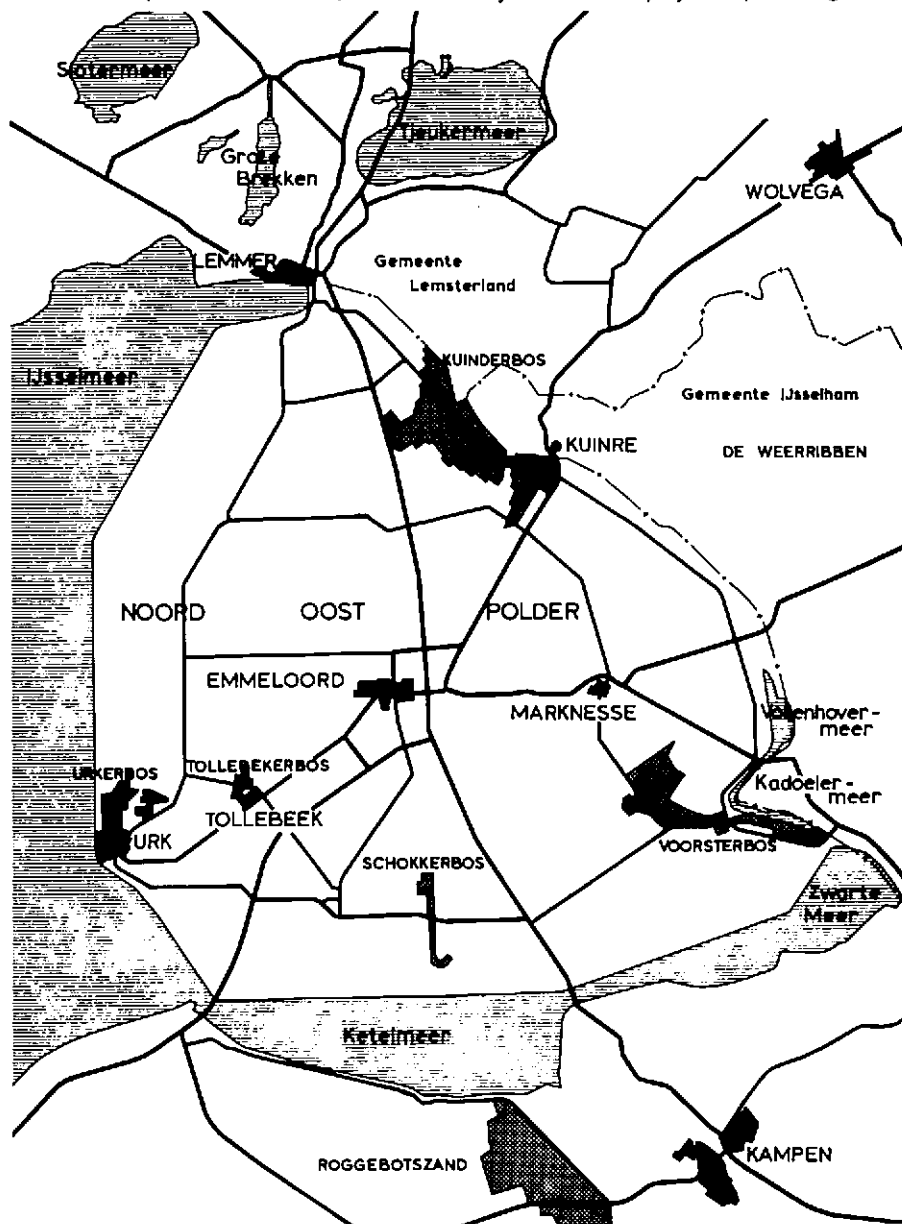 Slotermeer
Tjeukermeer
Grote
Brekken
WOLVEGA
LEMMER
Gemeente
Lemsterland
IJsselmeer
KUINDERBOS
Gemeente IJsselham
KUINRE
DE WEERRIBBEN
NOORD OOST POLDER
EMMELOORD
MARKNESSE
Vollenhover-
meer
TOLLEBEKERBOS
URKERBOS
Kadoeler-
meer
TOLLEBEEK
URK
VOORSTERBOS
SCHOKKERBOS
Zwarte
Meer
Ketelmeer
ROGGEBOTSZAND
KAMPEN